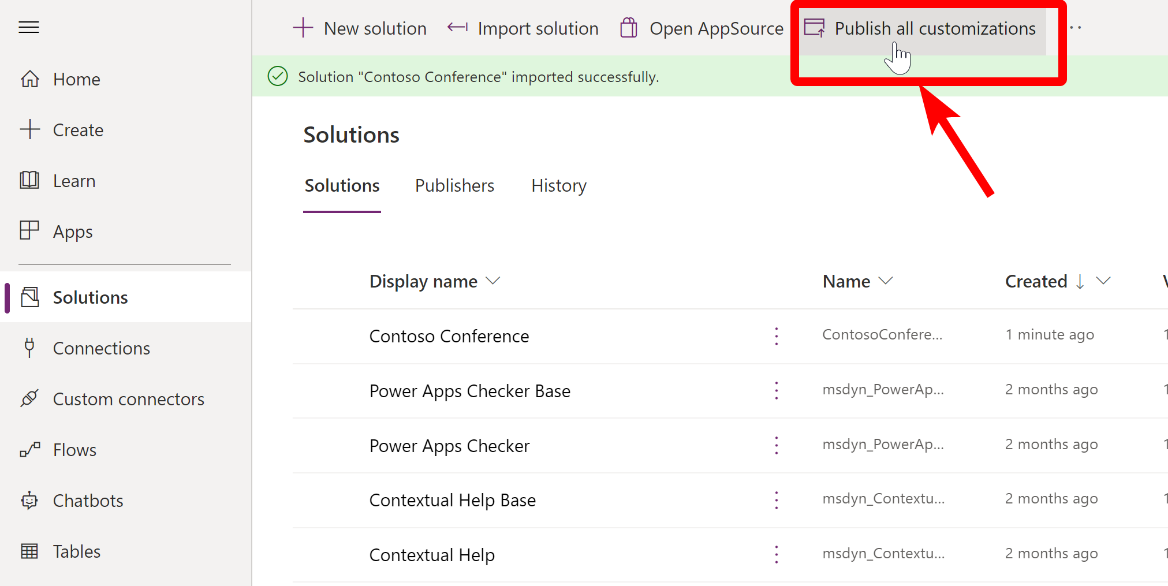 New solution Import solution Open AppSource Publish all customizations ...
Solution "Contoso Conference" imported successfully.
Home
Create
Learn
Apps
Solutions
Connections
Custom connectors
Flows
Chatbots
Tables
Solutions
Solutions Publishers History
Display name Name Created
Contoso Conference ContosoConfere... 1 minute ago
Power Apps Checker Base msdyn_PowerAp... 2 months ago
Power Apps Checker msdyn_PowerAp... 2 months ago
Contextual Help Base msdyn_Contextu... 2 months ago
Contextual Help msdyn_Contextu... 2 months ago